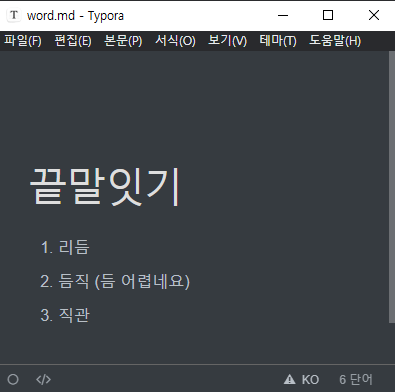 word.md - Typora
파일(F) 편집(E) 본문(P) 서식(O) 보기(V) 테마(T) 도움말(H)
끝말잇기
1. 리듬
2. 듬직 (듬 어렵네요)
3. 직관
KO 6 단어